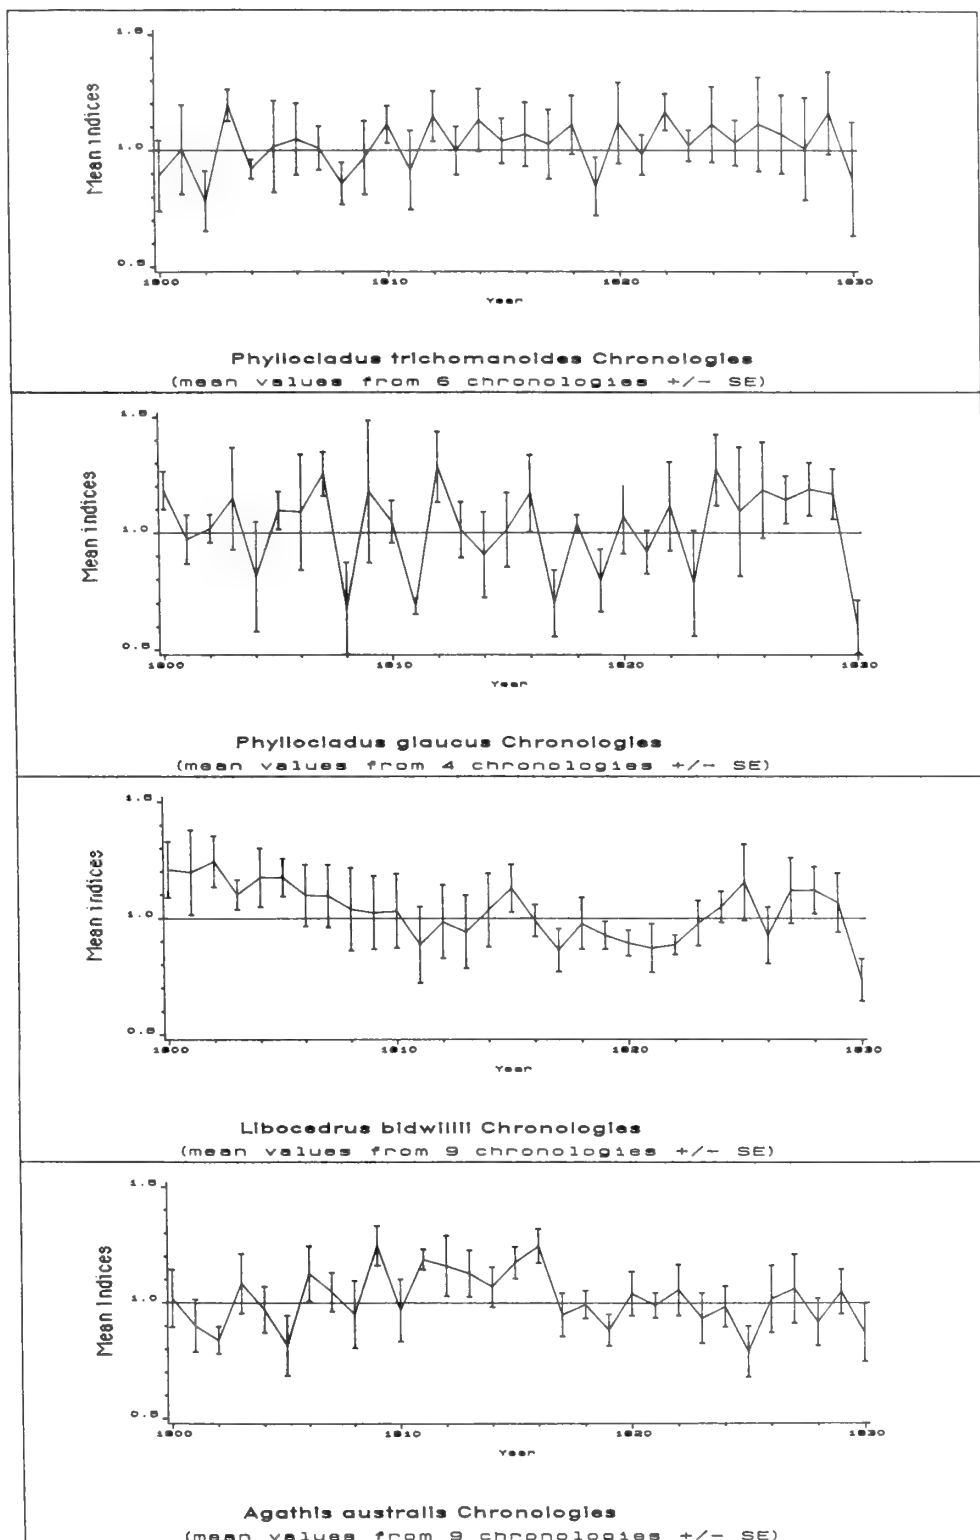 1.5
1.0
0.5
Mean indices
1800 1810 1820 1830
Year
Phyllocladus trichomanoides Chronologies
(mean values from 6 chronologies +/- SE)
1.5
1.0
0.5
Mean indices
1800 1810 1820 1830
Year
Phyllocladus glaucus Chronologies
(mean values from 4 chronologies +/- SE)
1.5
1.0
0.5
Mean indices
1800 1810 1820 1830
Year
Libocedrus bidwillii Chronologies
(mean values from 9 chronologies +/- SE)
1.5
1.0
0.5
Mean indices
1800 1810 1820 1830
Year
Agathis australis Chronologies
(mean values from 9 chronologies +/- SE)